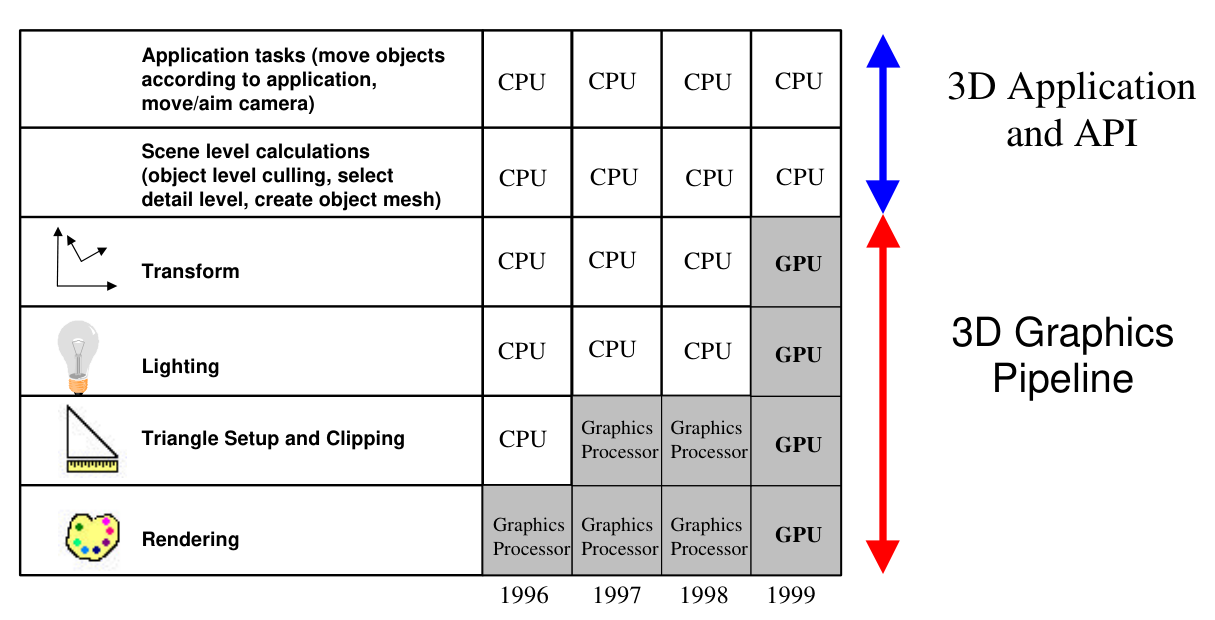 Application tasks (move objects
according to application,
move/aim camera)
CPU CPU CPU CPU
3D Application
and API
Scene level calculations
(object level culling, select
detail level, create object mesh)
CPU CPU CPU CPU
Transform
CPU CPU CPU GPU
Lighting
CPU CPU CPU GPU
3D Graphics
Pipeline
Triangle Setup and Clipping
CPU
Graphics
Processor
Graphics
Processor
GPU
Rendering
Graphics
Processor
Graphics
Processor
Graphics
Processor
GPU
1996 1997 1998 1999